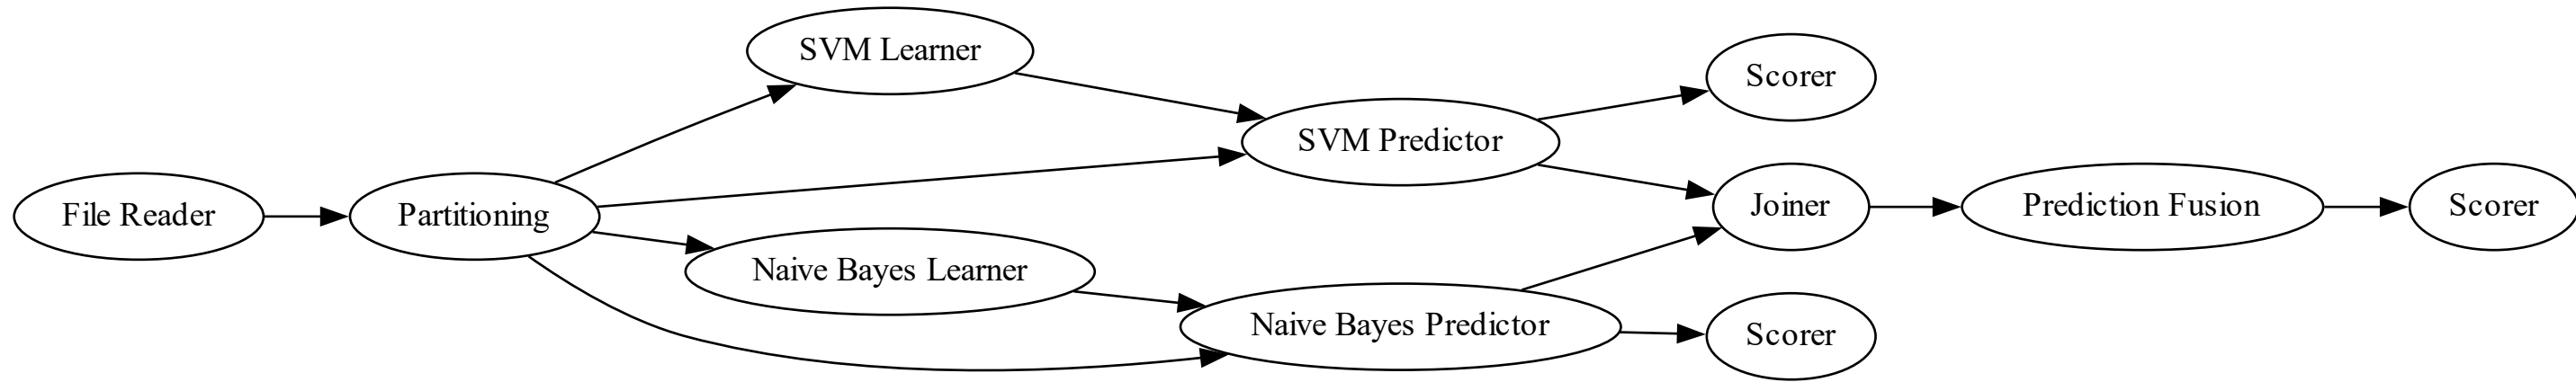 File Reader
Partitioning
SVM Learner
Naive Bayes Learner
SVM Predictor
Naive Bayes Predictor
Scorer
Joiner
Scorer
Prediction Fusion
Scorer